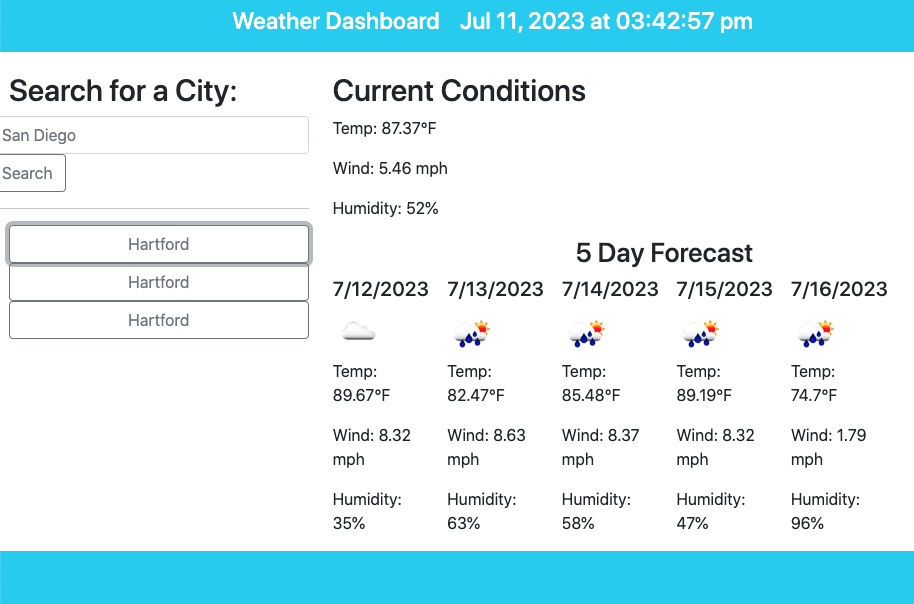 Weather Dashboard Jul 11, 2023 at 03:42:57 pm
Search for a City:
San Diego
Search
Hartford
Hartford
Hartford
Current Conditions
Temp: 87.37°F
Wind: 5.46 mph
Humidity: 52%
5 Day Forecast
7/12/2023
Temp:
89.67°F
Wind: 8.32
mph
Humidity:
35%
7/13/2023
Temp:
82.47°F
Wind: 8.63
mph
Humidity:
63%
7/14/2023
Temp:
85.48°F
Wind: 8.37
mph
Humidity:
58%
7/15/2023
Temp:
89.19°F
Wind: 8.32
mph
Humidity:
47%
7/16/2023
Temp:
74.7°F
Wind: 1.79
mph
Humidity:
96%